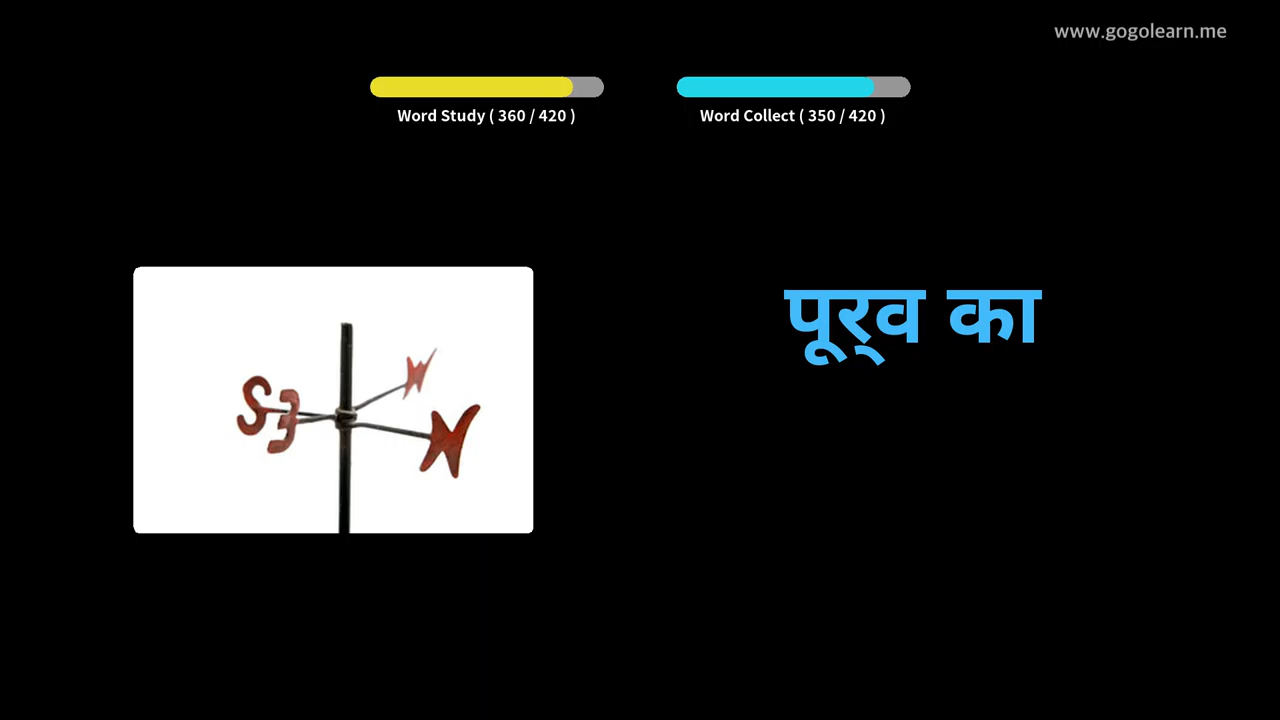 www.gogolearn.me
Word Study ( 360 / 420 )
Word Collect ( 350 / 420 )
पूर्व का
S E N